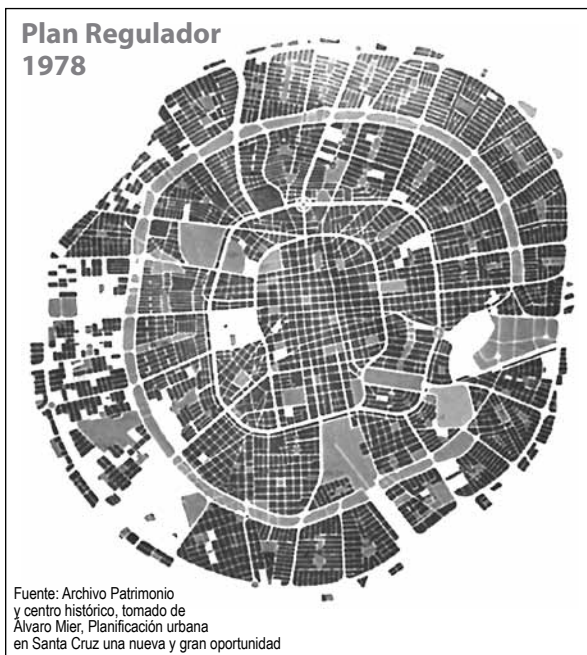 Plan Regulador
1978
Fuente: Archivo Patrimonio
y centro histórico, tomado de
Álvaro Mier, Planificación urbana
en Santa Cruz una nueva y gran oportunidad